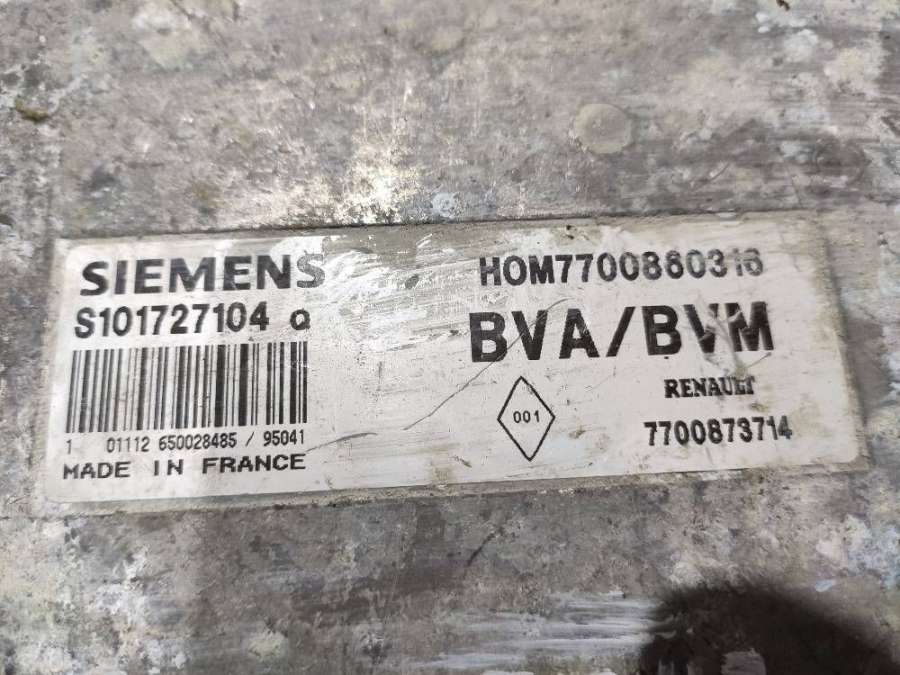 SIEMENS
S101727104 Q
1 01112 650028485 / 95041
MADE IN FRANCE
HOM7700860316
BVA/BVM
001
RENAULT
7700873714